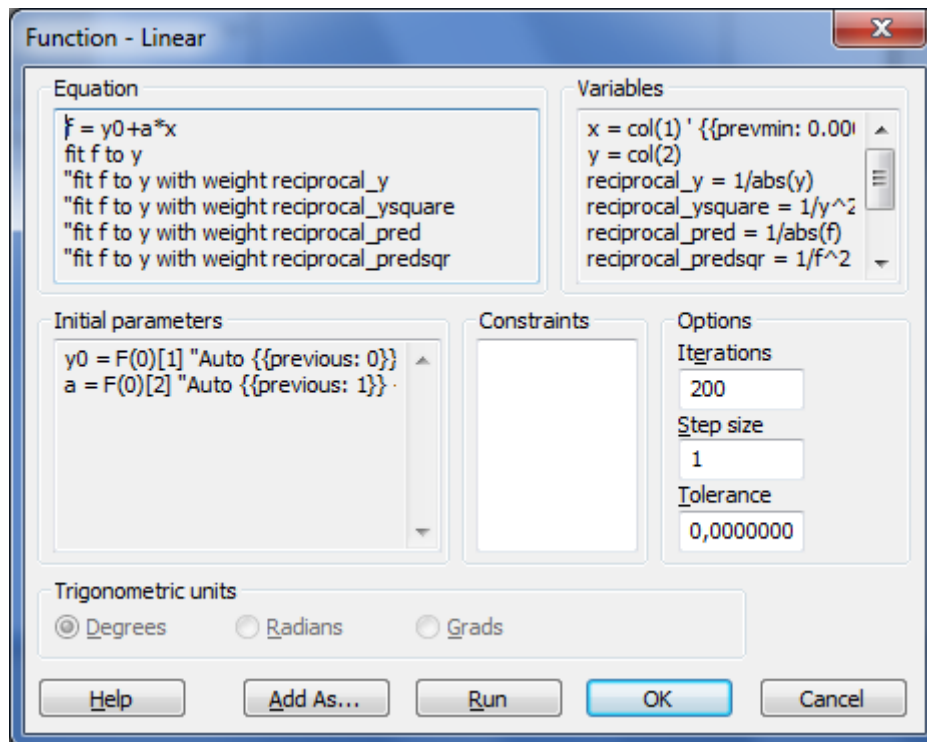 Function - Linear
Equation
f = y0+a*x
fit f to y
"fit f to y with weight reciprocal_y
"fit f to y with weight reciprocal_ysquare
"fit f to y with weight reciprocal_pred
"fit f to y with weight reciprocal_predsqr
Variables
x = col(1) ' {{prevmin: 0.000
y = col(2)
reciprocal_y = 1/abs(y)
reciprocal_ysquare = 1/y^2
reciprocal_pred = 1/abs(f)
reciprocal_predsqr = 1/f^2
Initial parameters
y0 = F(0)[1] "Auto {{previous: 0}}
a = F(0)[2] "Auto {{previous: 1}} -
Constraints
Options
Iterations
200
Step size
1
Tolerance
0,0000000
Trigonometric units
Degrees
Radians
Grads
Help
Add As...
Run
OK
Cancel